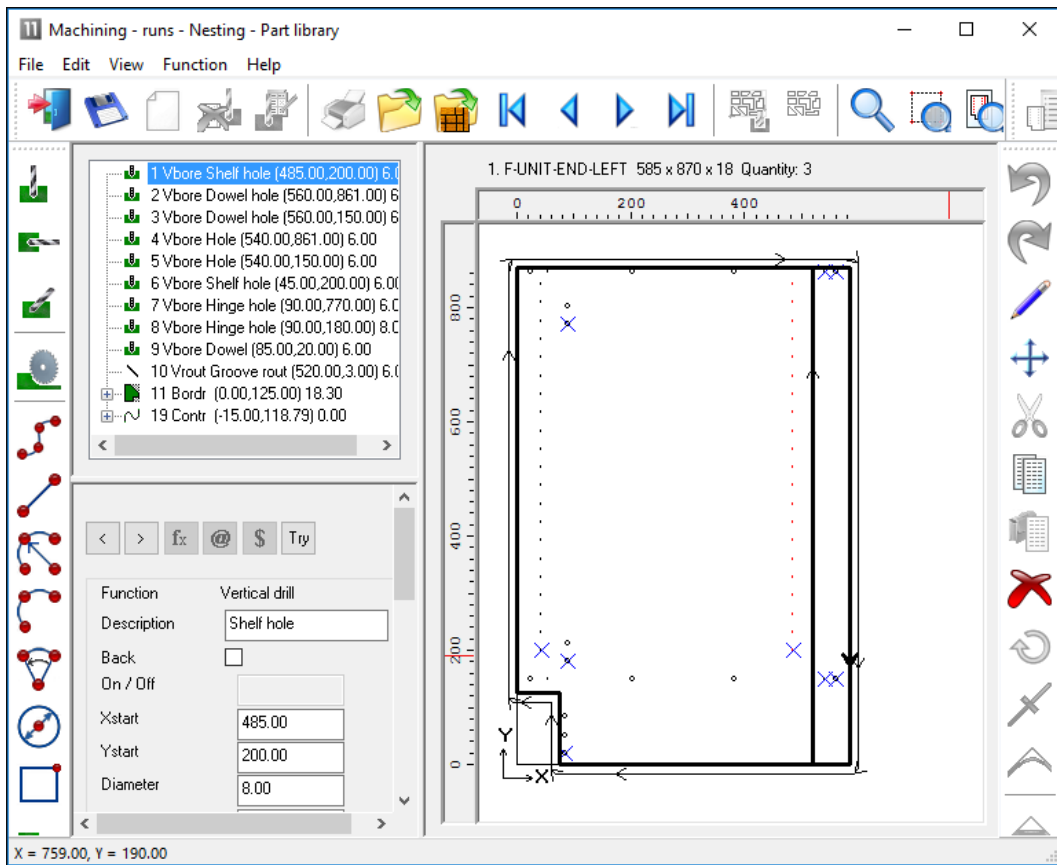 11 Machining - runs - Nesting - Part library
File Edit View Function Help
1 Vbore Shelf hole (485.00,200.00) 6.0
2 Vbore Dowel hole (560.00,861.00) 6
3 Vbore Dowel hole (560.00,150.00) 6
4 Vbore Hole (540.00,861.00) 6.00
5 Vbore Hole (540.00,150.00) 6.00
6 Vbore Shelf hole (45.00,200.00) 6.00
7 Vbore Hinge hole (90.00,770.00) 6.0
8 Vbore Hinge hole (90.00,180.00) 8.0
9 Vbore Dowel (85.00,20.00) 6.00
10 Vrout Groove rout (520.00,3.00) 6.0
11 Bordr (0.00,125.00) 18.30
19 Contr (-15.00,118.79) 0.00
< >
< > fx @ $ Try
Function Vertical drill
Description Shelf hole
Back
On / Off
Xstart 485.00
Ystart 200.00
Diameter 8.00
1. F-UNIT-END-LEFT 585 x 870 x 18 Quantity: 3
0 200 400
800
600
400
200
0
Y
X
X = 759.00, Y = 190.00